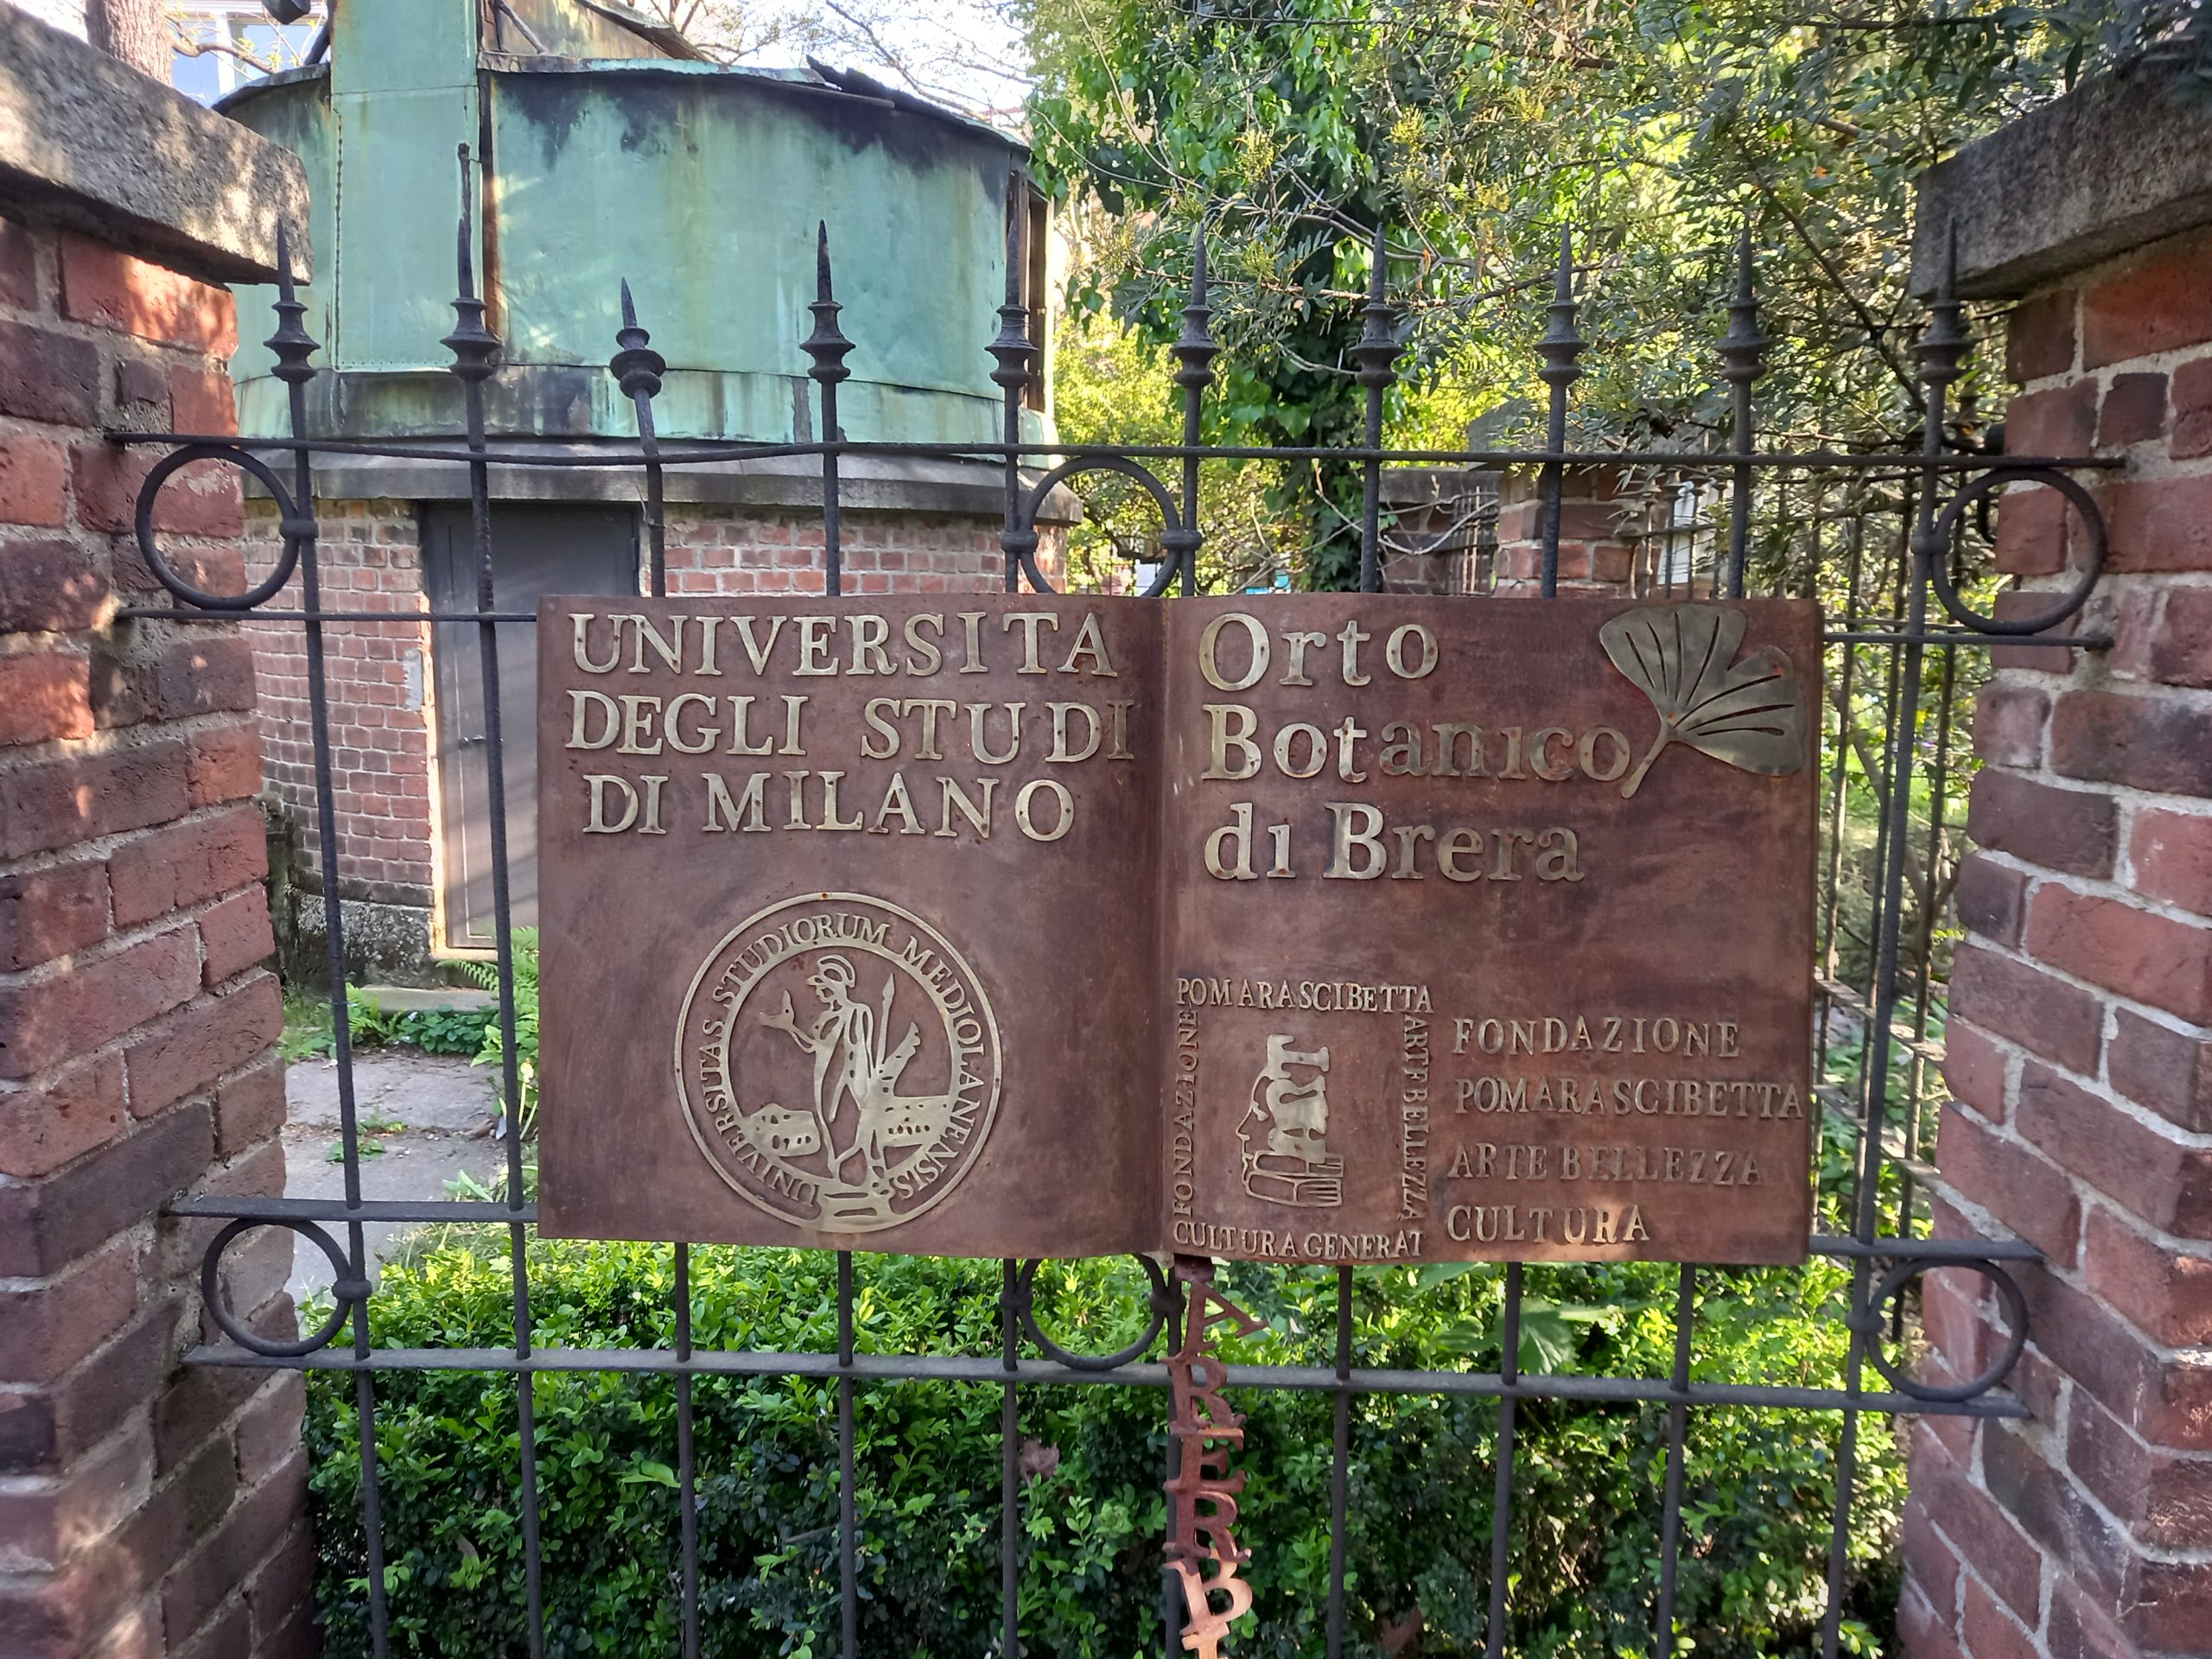 UNIVERSITA
DEGLI STUDI
DI MILANO
UNIVERSITAS STUDIORUM MEDIOLANENSIS
Orto
Botanico
di Brera
POMARASCIBETTA
FONDAZIONE
ARTE BELLEZZA
CULTURA GENERAT
FONDAZIONE
POMARASCIBETTA
ARTE BELLEZZA
CULTURA